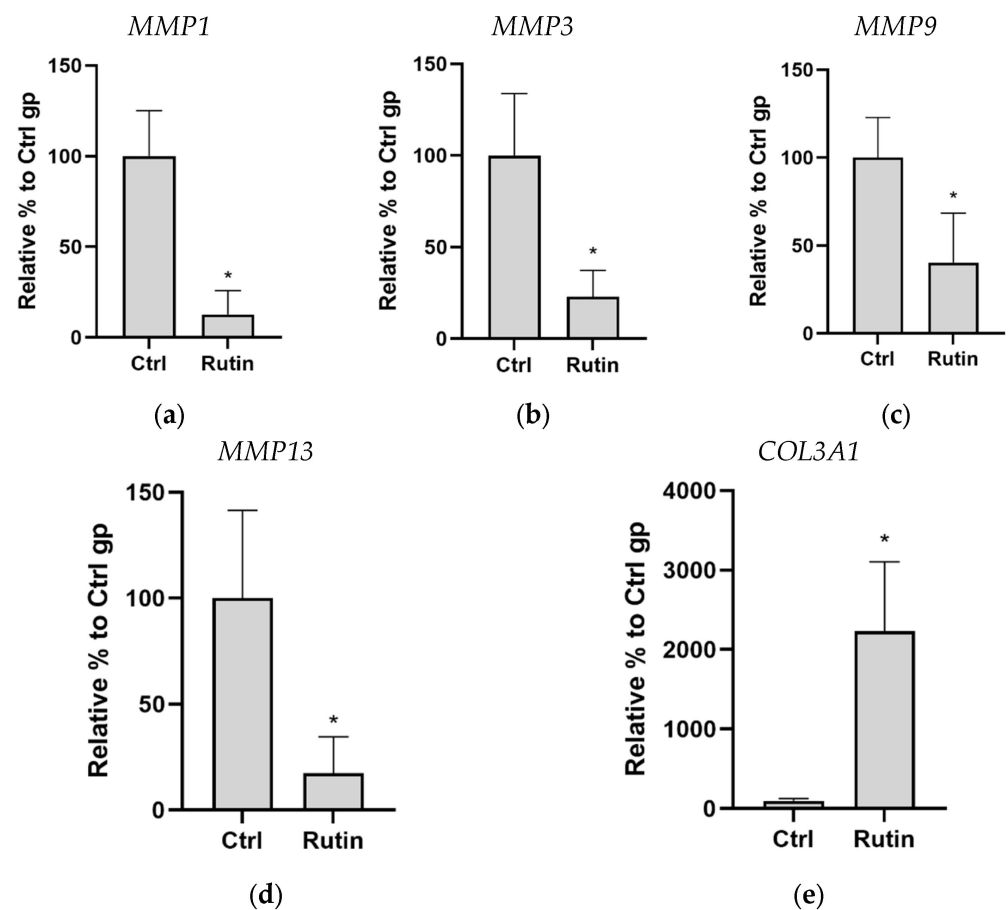 MMP1
Relative % to Ctrl gp
150
100
50
0
*
Ctrl Rutin
(a)
MMP3
Relative % to Ctrl gp
150
100
50
0
*
Ctrl Rutin
(b)
MMP9
Relative % to Ctrl gp
150
100
50
0
*
Ctrl Rutin
(c)
MMP13
Relative % to Ctrl gp
150
100
50
0
*
Ctrl Rutin
(d)
COL3A1
Relative % to Ctrl gp
4000
3000
2000
1000
0
*
Ctrl Rutin
(e)